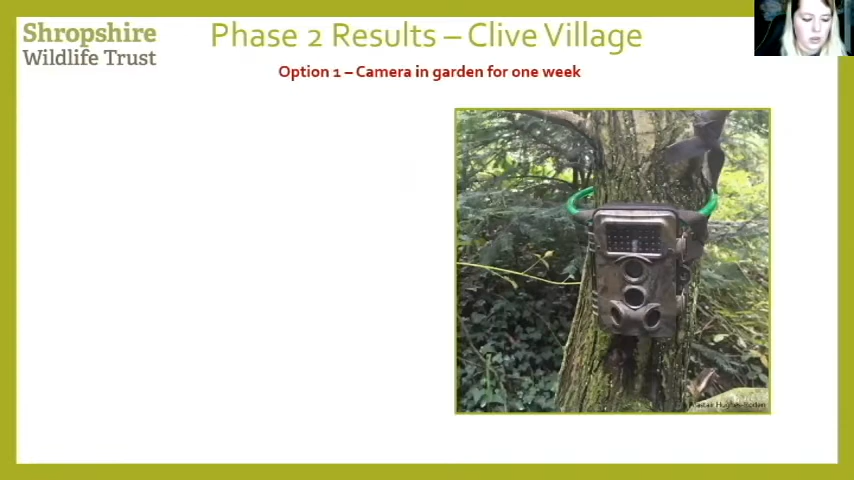 Shropshire
Wildlife Trust
Phase 2 Results – Clive Village
Option 1 – Camera in garden for one week